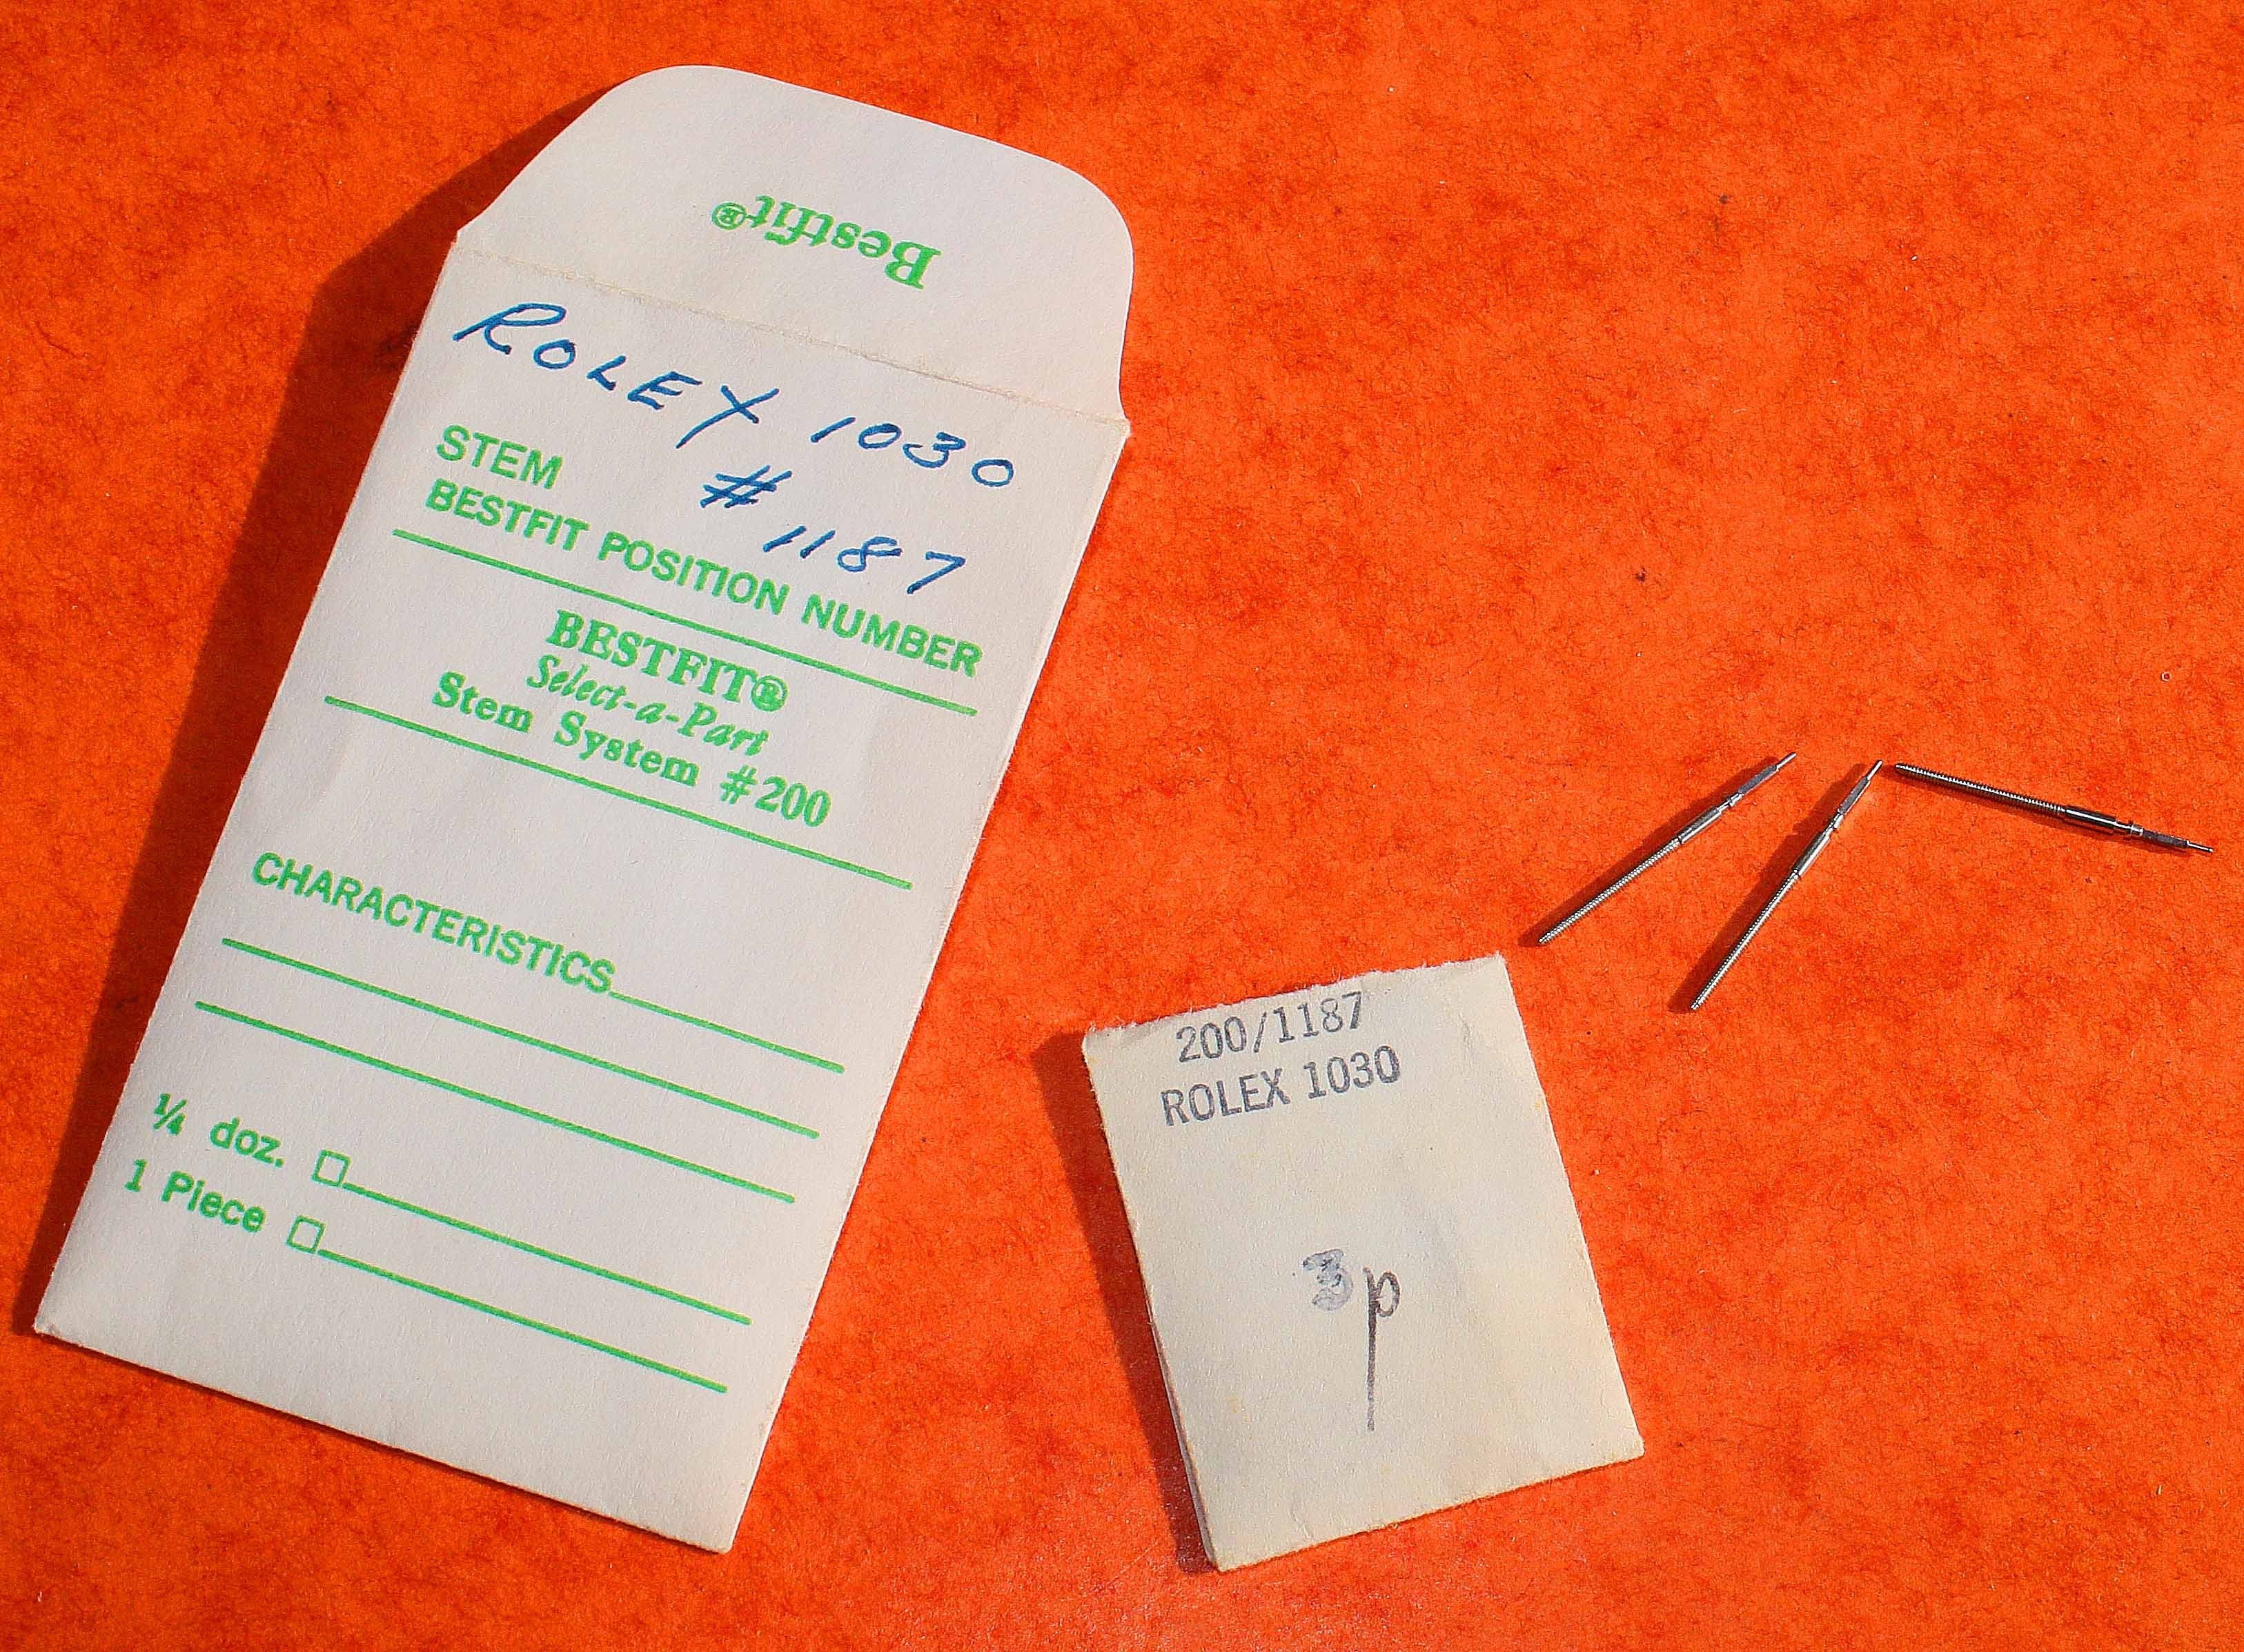 Bestfit®
ROLEX 1030
# 1187
STEM
BESTFIT POSITION NUMBER
BESTFIT®
Select-a-Part
Stem System #200
CHARACTERISTICS
¼ doz. □
1 Piece □
200/1187
ROLEX 1030
3p